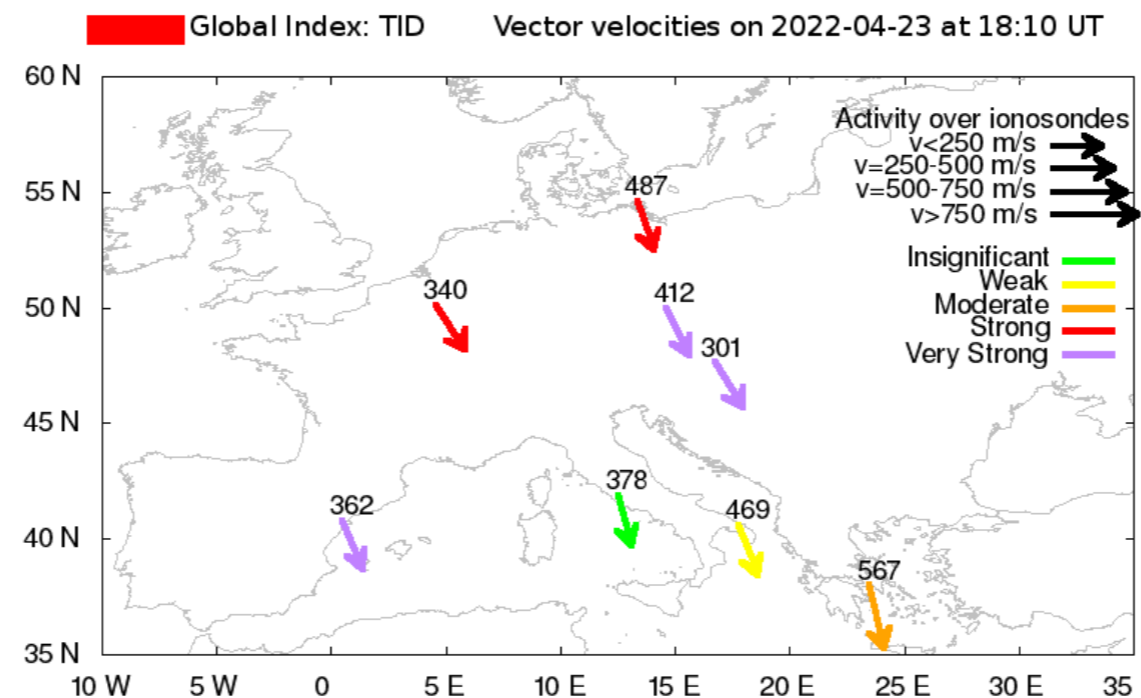 Global Index: TID Vector velocities on 2022-04-23 at 18:10 UT
60 N
Activity over ionosondes
v<250 m/s
v=250-500 m/s
v=500-750 m/s
v>750 m/s
55 N
487
Insignificant
Weak
Moderate
Strong
Very Strong
50 N
340
412
301
45 N
378
362
469
40 N
567
35 N
10 W 5 W 0 5 E 10 E 15 E 20 E 25 E 30 E 35